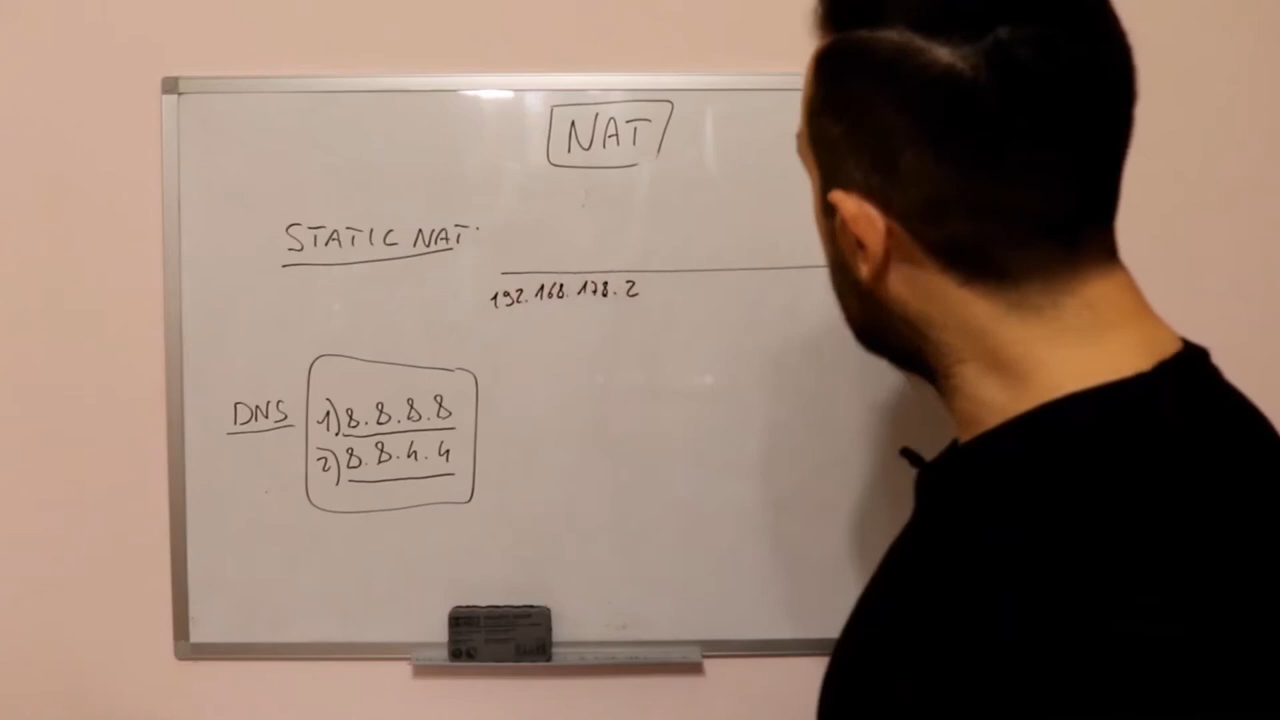 NAT
STATIC NAT
192.168.178.2
DNS
1) 8.8.8.8
2) 8.8.4.4